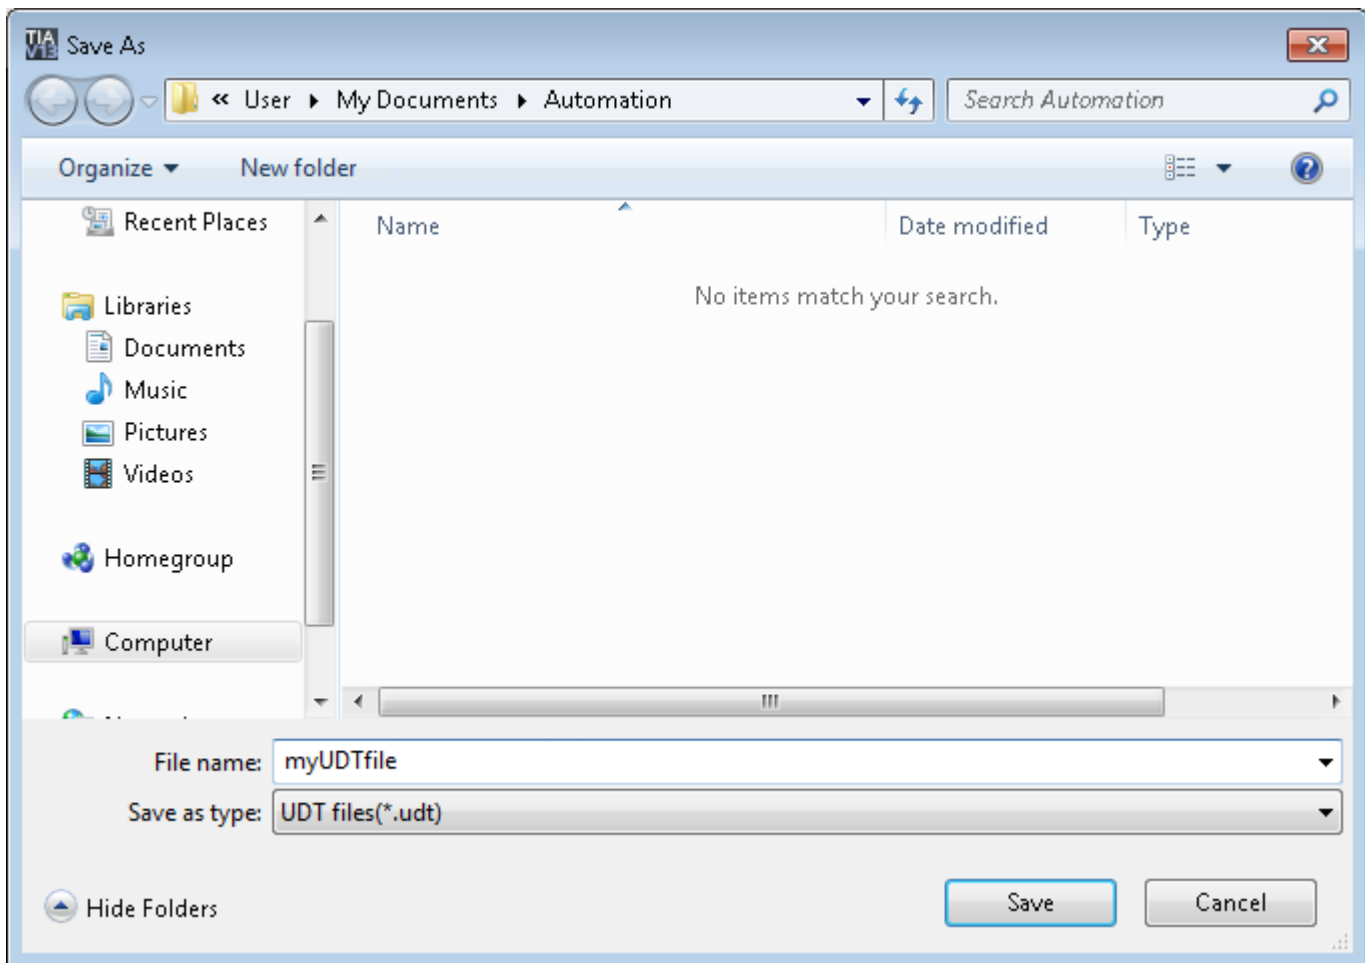 TIA V13 Save As
« User ▸ My Documents ▸ Automation Search Automation
Organize New folder
Recent Places
Name Date modified Type
No items match your search.
Libraries
Documents
Music
Pictures
Videos
Homegroup
Computer
File name: myUDTfile
Save as type: UDT files(*.udt)
Hide Folders Save Cancel